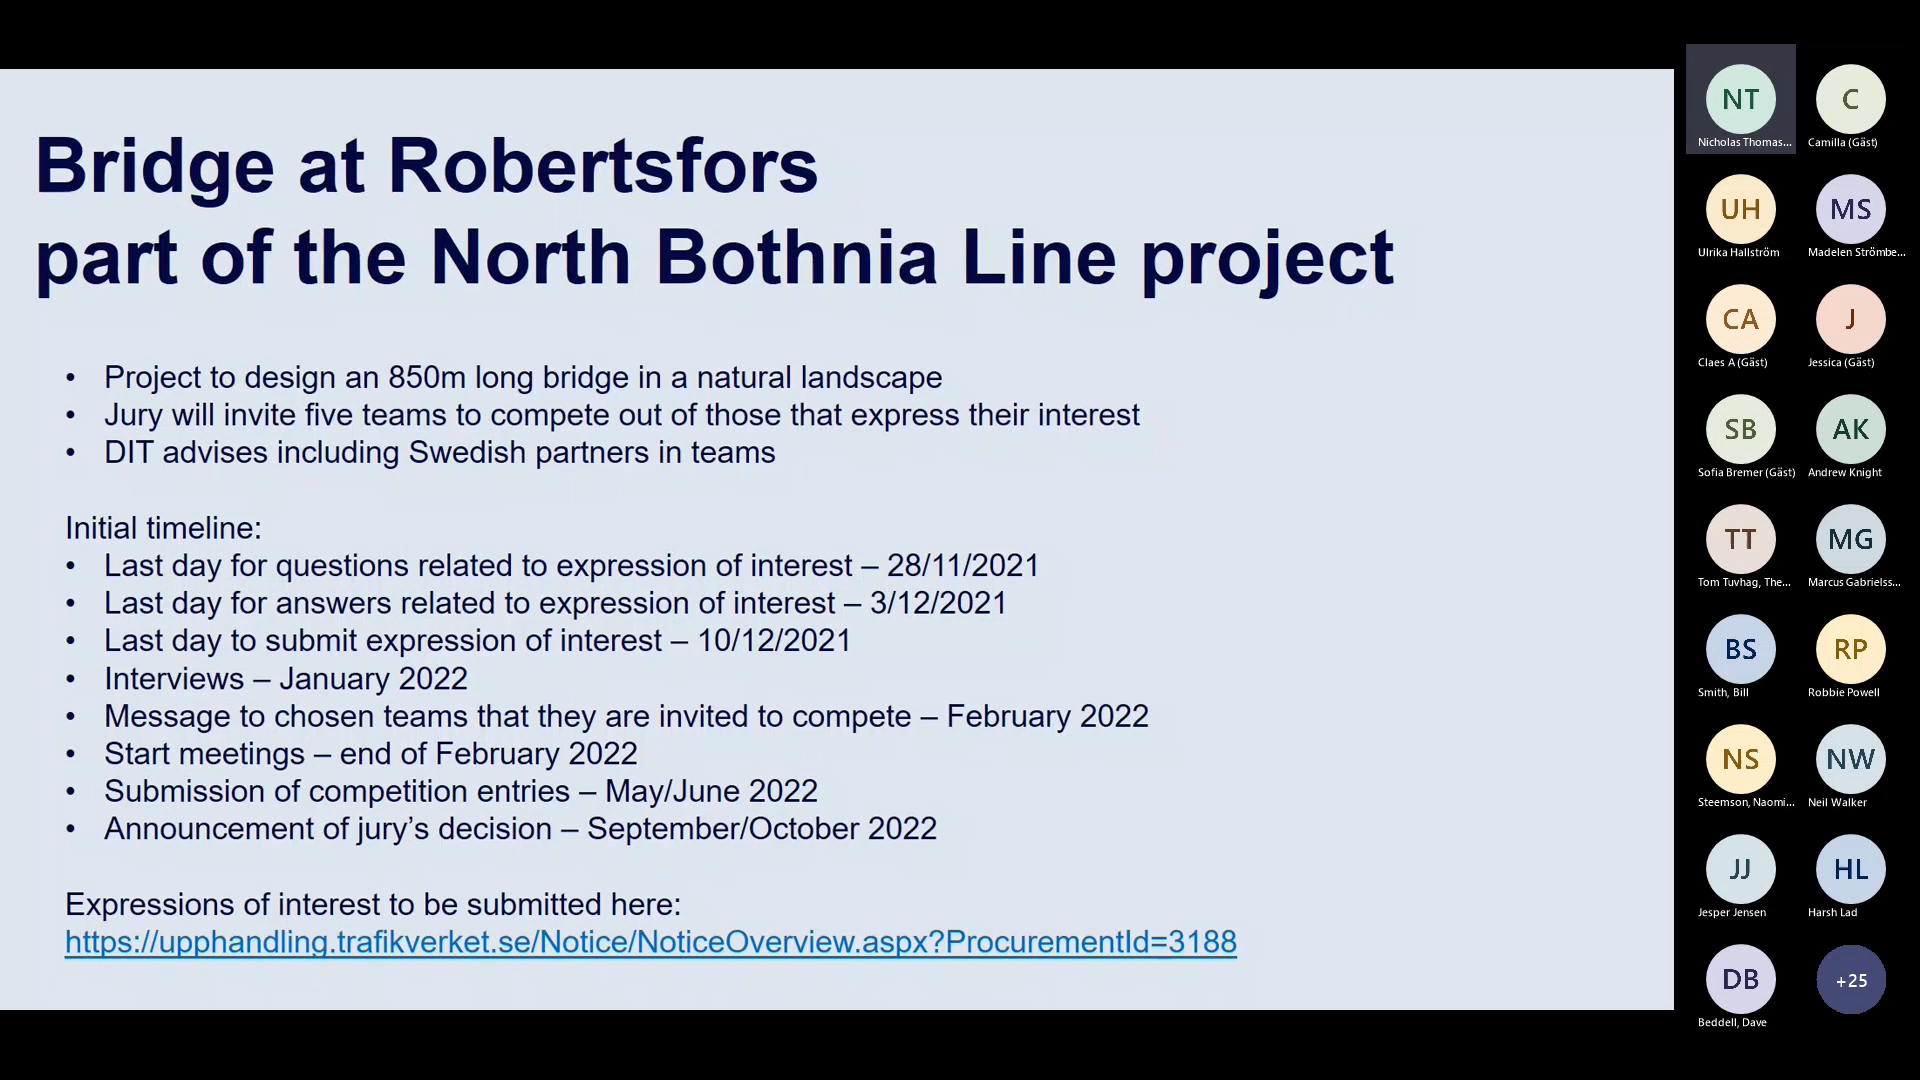 Bridge at Robertsfors
part of the North Bothnia Line project
• Project to design an 850m long bridge in a natural landscape
• Jury will invite five teams to compete out of those that express their interest
• DIT advises including Swedish partners in teams
Initial timeline:
• Last day for questions related to expression of interest – 28/11/2021
• Last day for answers related to expression of interest – 3/12/2021
• Last day to submit expression of interest – 10/12/2021
• Interviews – January 2022
• Message to chosen teams that they are invited to compete – February 2022
• Start meetings – end of February 2022
• Submission of competition entries – May/June 2022
• Announcement of jury’s decision – September/October 2022
Expressions of interest to be submitted here:
https://upphandling.trafikverket.se/Notice/NoticeOverview.aspx?ProcurementId=3188
NT
Nicholas Thomas...
C
Camilla (Gäst)
UH
Ulrika Hallström
MS
Madelen Strömbe...
CA
Claes A (Gäst)
J
Jessica (Gäst)
SB
Sofia Bremer (Gäst)
AK
Andrew Knight
TT
Tom Tuvhag, The...
MG
Marcus Gabrielss...
BS
Smith, Bill
RP
Robbie Powell
NS
Steemson, Naomi...
NW
Neil Walker
JJ
Jesper Jensen
HL
Harsh Lad
DB
Beddell, Dave
+25